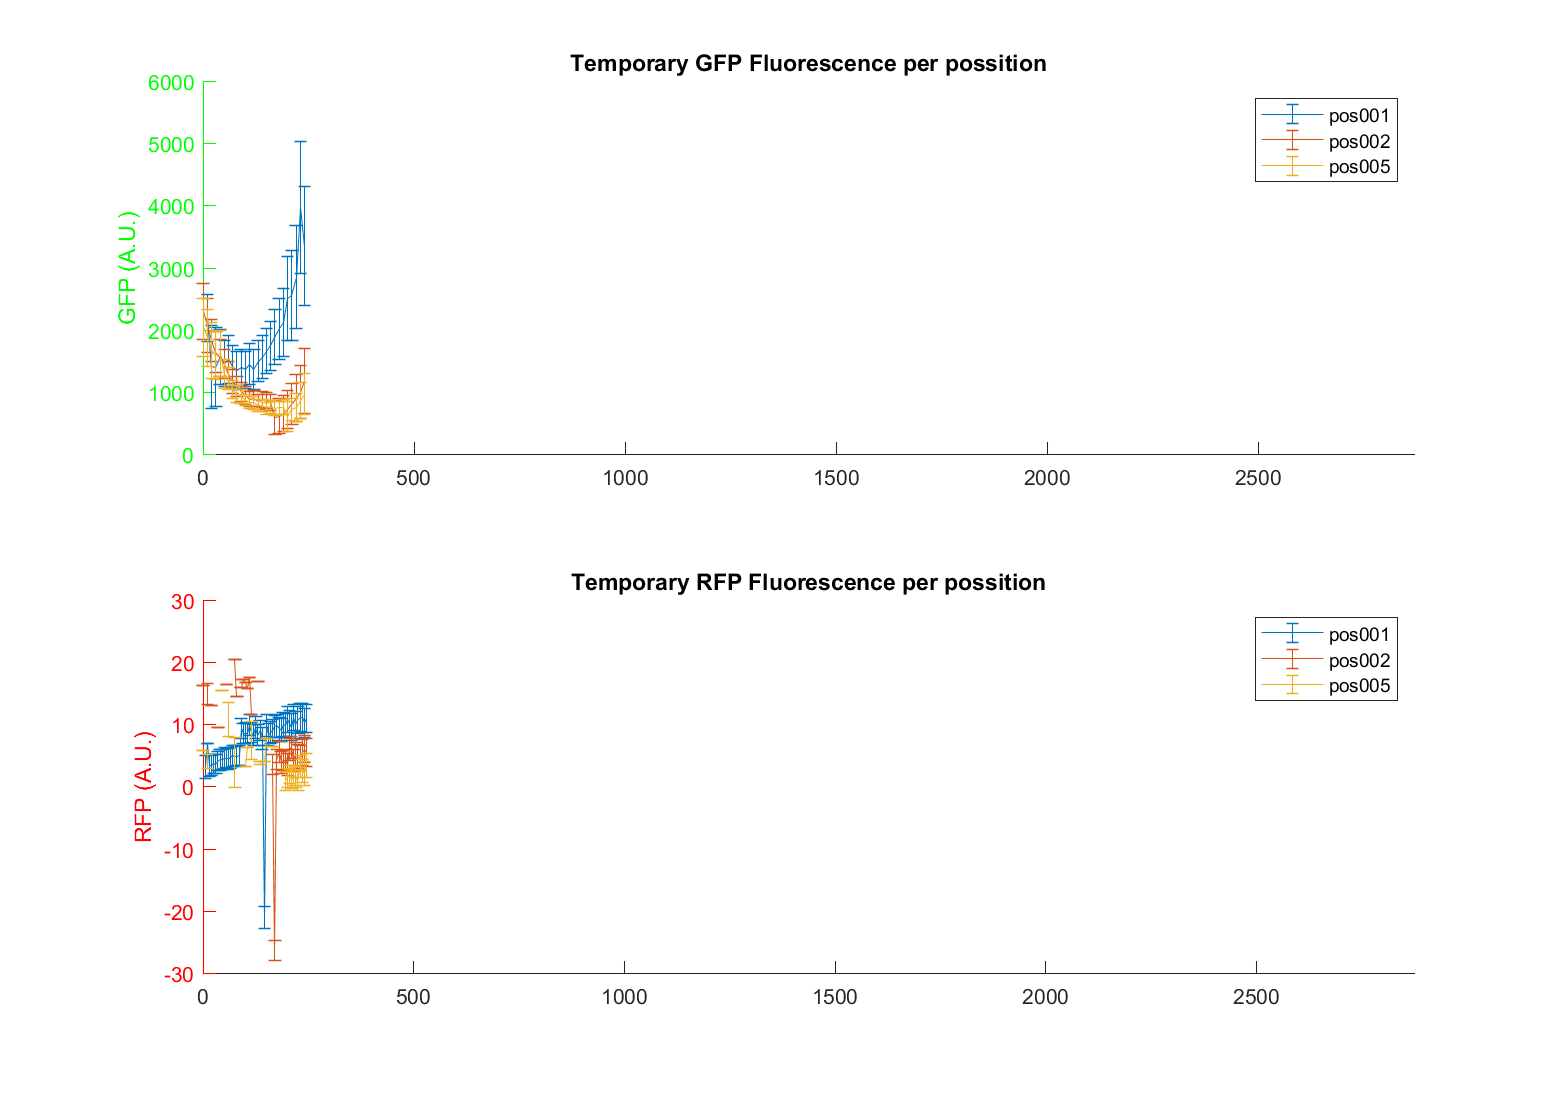 Temporary GFP Fluorescence per possition
6000
5000
4000
3000
2000
1000
0
GFP (A.U.)
pos001
pos002
pos005
0 500 1000 1500 2000 2500
Temporary RFP Fluorescence per possition
30
20
10
0
-10
-20
-30
RFP (A.U.)
pos001
pos002
pos005
0 500 1000 1500 2000 2500